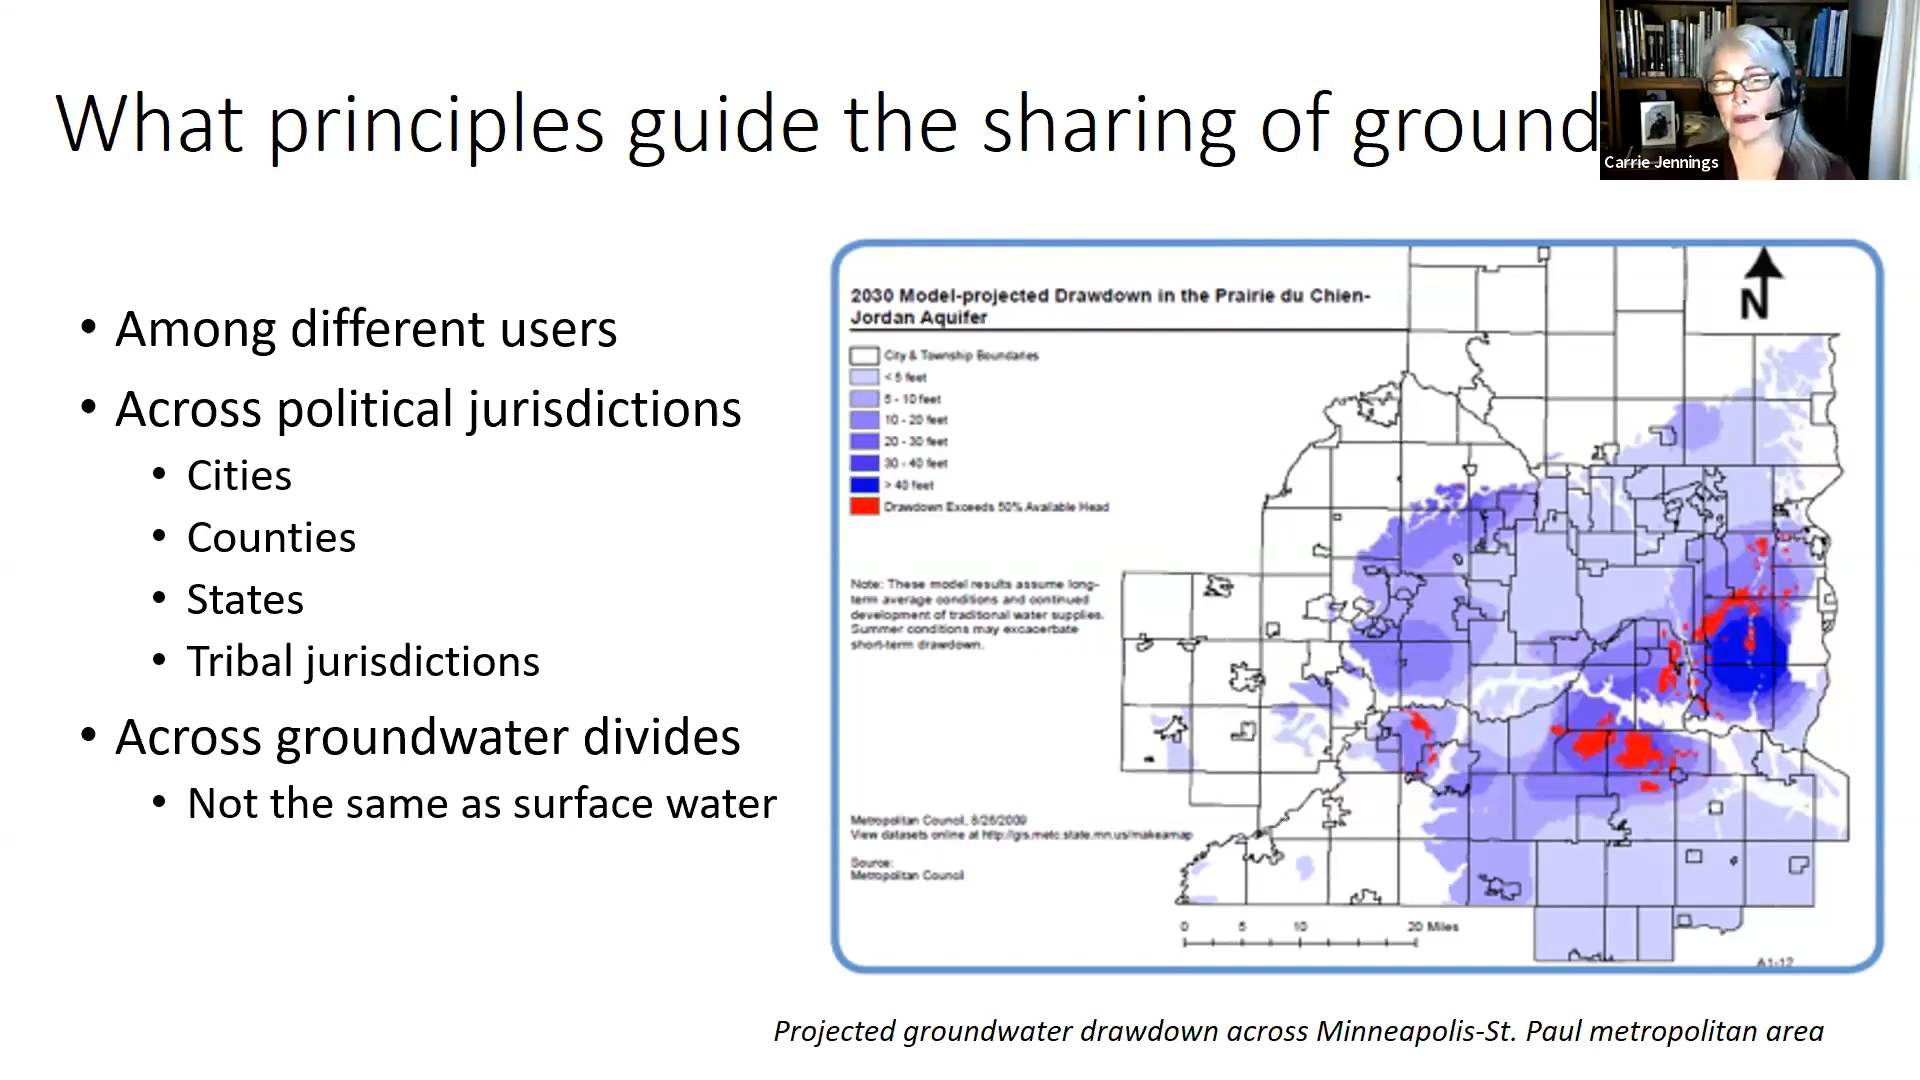 What principles guide the sharing of ground
Carrie Jennings
• Among different users
• Across political jurisdictions
• Cities
• Counties
• States
• Tribal jurisdictions
• Across groundwater divides
• Not the same as surface water
2030 Model-projected Drawdown in the Prairie du Chien-
Jordan Aquifer
City & Township Boundaries
< 5 feet
5 - 10 feet
10 - 20 feet
20 - 30 feet
30 - 40 feet
> 40 feet
Drawdown Exceeds 50% Available Head
N
Note: These model results assume long-
term average conditions and continued
development of traditional water supplies.
Summer conditions may excacerbate
short-term drawdown.
Metropolitan Council, 8/26/2009
View datasets online at http://gis.metc.state.mn.us/makeamap
Source:
Metropolitan Council
0 5 10 20 Miles
A1-12
Projected groundwater drawdown across Minneapolis-St. Paul metropolitan area